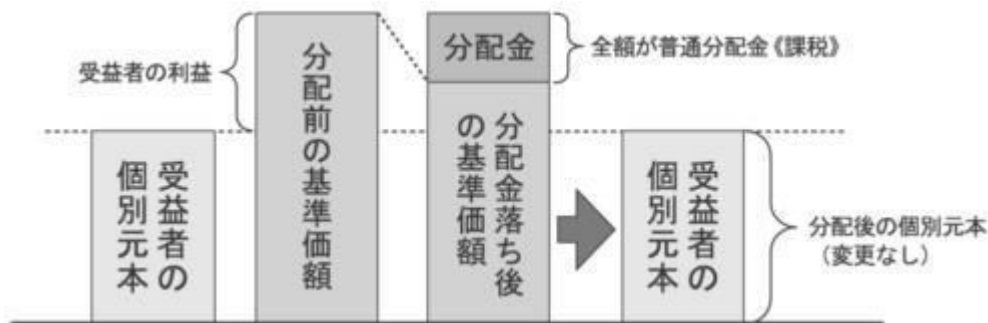 受益者の利益
分配前の基準価額
分配金
全額が普通分配金《課税》
受益者の
個別元本
分配金落ち後
の基準価額
受益者の
個別元本
分配後の個別元本
（変更なし）